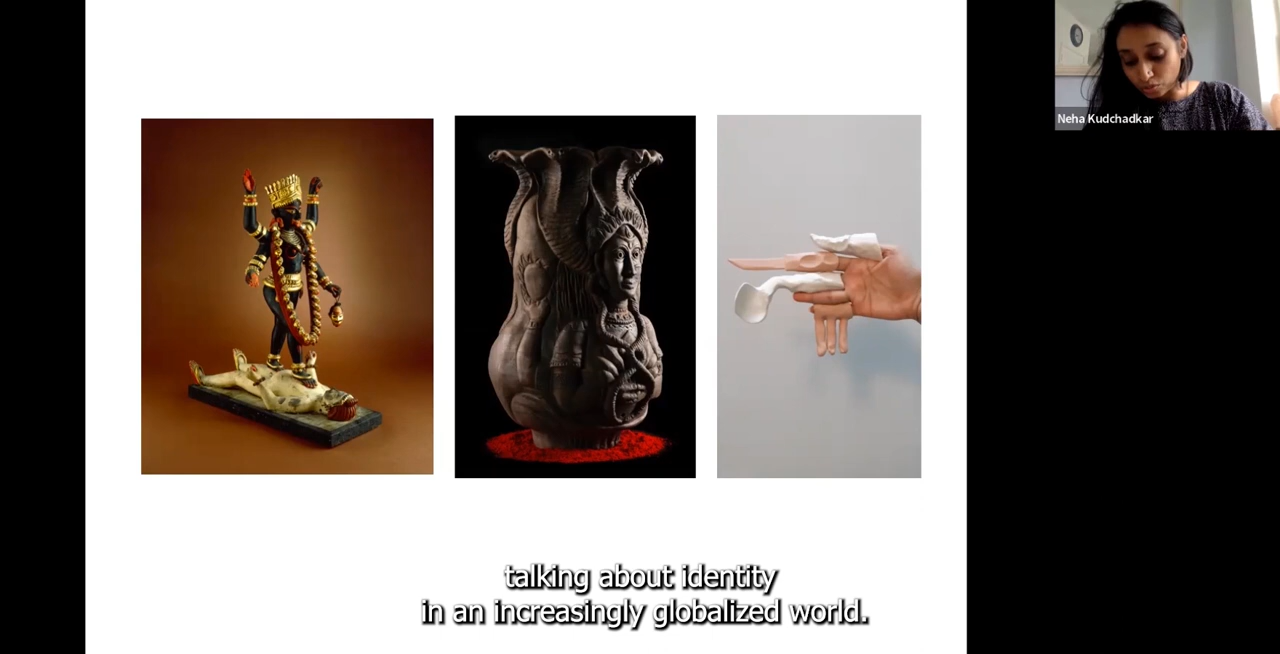 Neha Kudchadkar
talking about identity
in an increasingly globalized world.